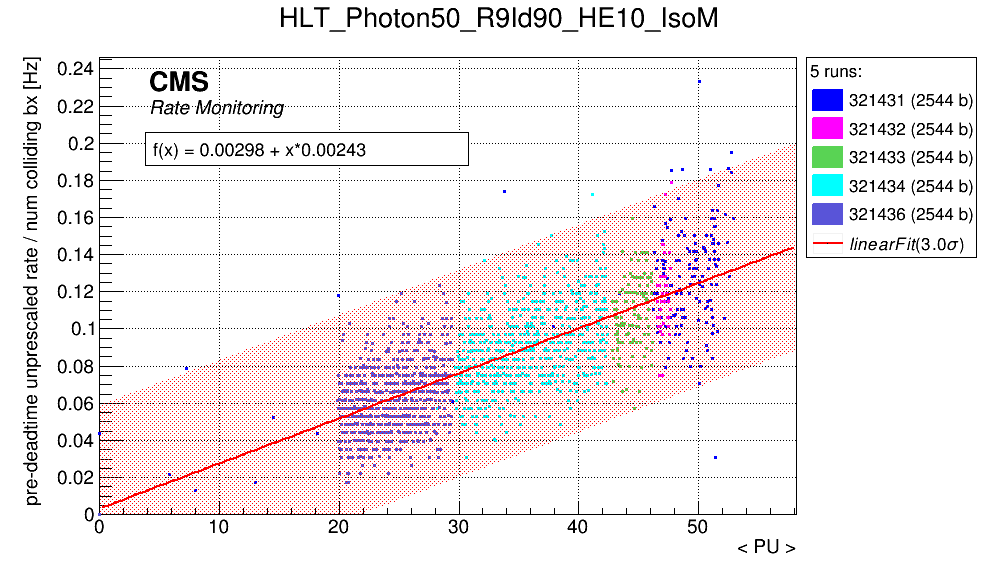 HLT_Photon50_R9Id90_HE10_IsoM
pre-deadtime unprescaled rate / num colliding bx [Hz]
CMS
Rate Monitoring
f(x) = 0.00298 + x*0.00243
0.24
0.22
0.2
0.18
0.16
0.14
0.12
0.1
0.08
0.06
0.04
0.02
0
0 10 20 30 40 50
< PU >
5 runs:
321431 (2544 b)
321432 (2544 b)
321433 (2544 b)
321434 (2544 b)
321436 (2544 b)
linearFit(3.0σ)